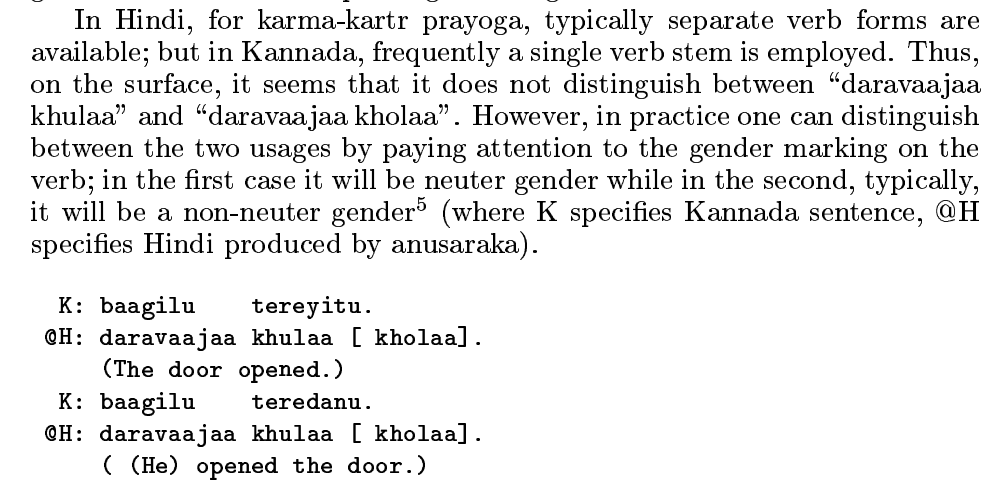 In Hindi, for karma-kartr prayoga, typically separate verb forms are
available; but in Kannada, frequently a single verb stem is employed. Thus,
on the surface, it seems that it does not distinguish between “daravaajaa
khulaa” and “daravaajaa kholaa”. However, in practice one can distinguish
between the two usages by paying attention to the gender marking on the
verb; in the first case it will be neuter gender while in the second, typically,
it will be a non-neuter gender⁵ (where K specifies Kannada sentence, @H
specifies Hindi produced by anusaraka).
K: baagilu tereyitu.
@H: daravaajaa khulaa [ kholaa].
(The door opened.)
K: baagilu teredanu.
@H: daravaajaa khulaa [ kholaa].
( (He) opened the door.)